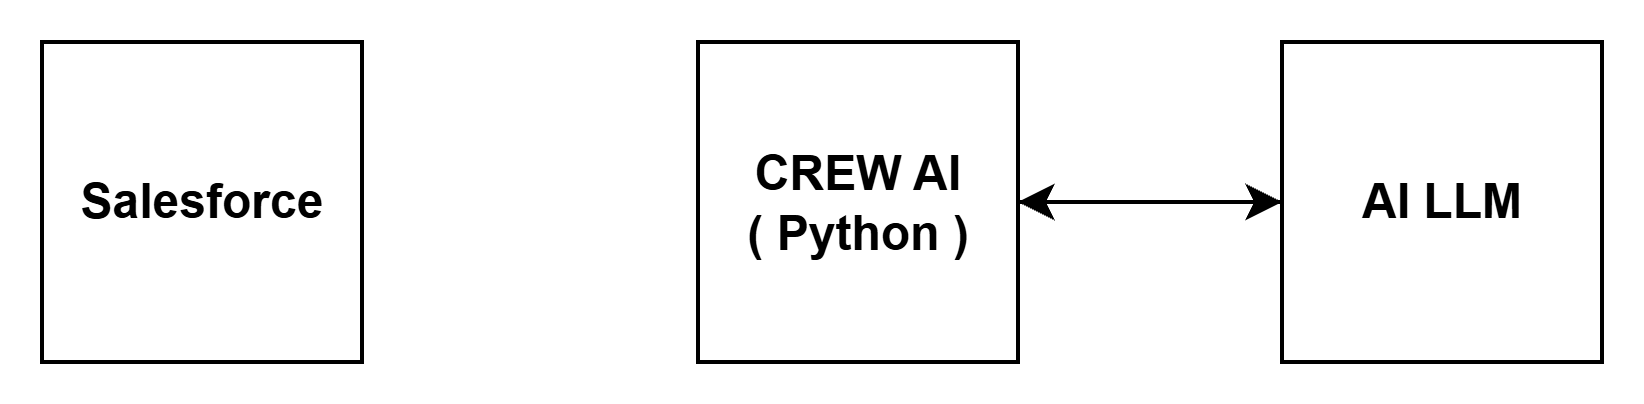 Salesforce
CREW AI
( Python )
AI LLM